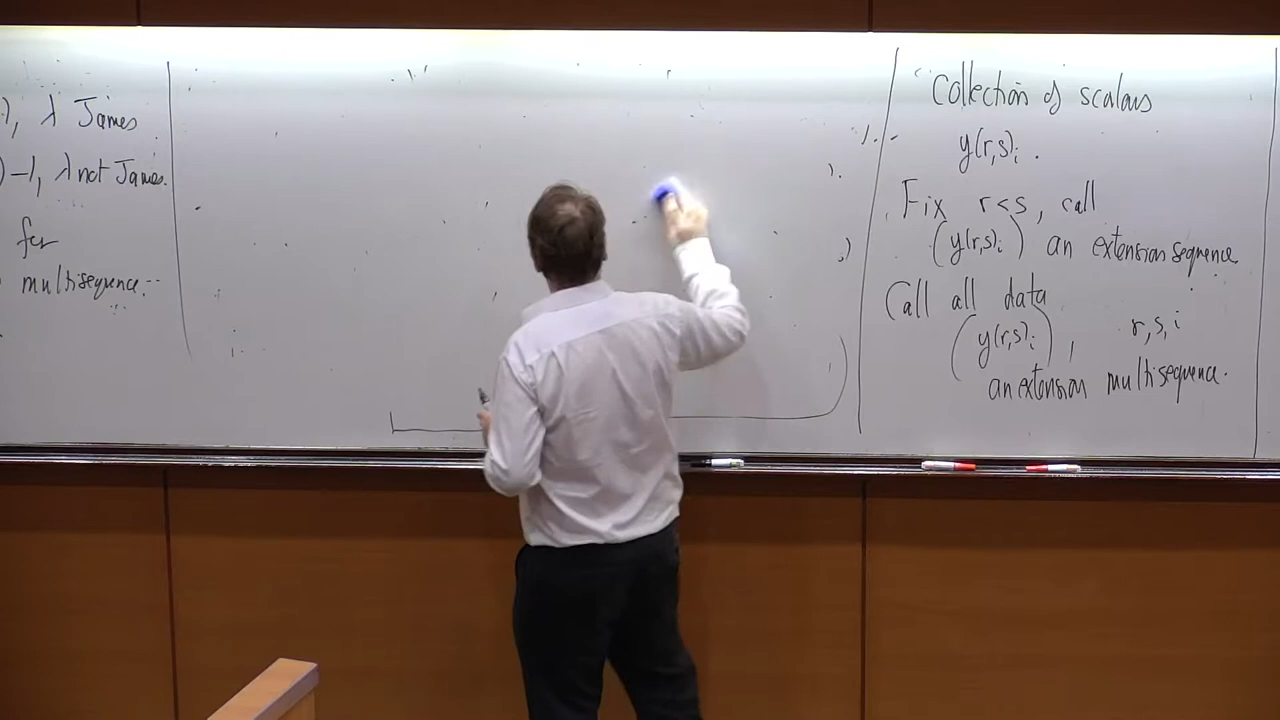 ), λ James
)-1, λ not James.
for
multisequence...
Collection of scalars
y(r,s)ᵢ .
Fix r<s, call
(y(r,s)ᵢ) an extension sequence.
Call all data
(y(r,s)ᵢ), r,s,i
an extension multisequence.